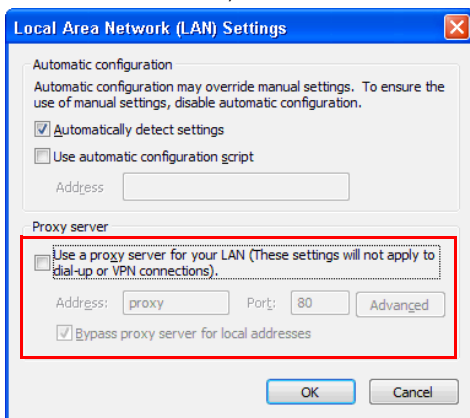 Local Area Network (LAN) Settings
Automatic configuration
Automatic configuration may override manual settings. To ensure the
use of manual settings, disable automatic configuration.
Automatically detect settings
Use automatic configuration script
Address
Proxy server
Use a proxy server for your LAN (These settings will not apply to
dial-up or VPN connections).
Address: proxy Port: 80 Advanced
Bypass proxy server for local addresses
OK Cancel